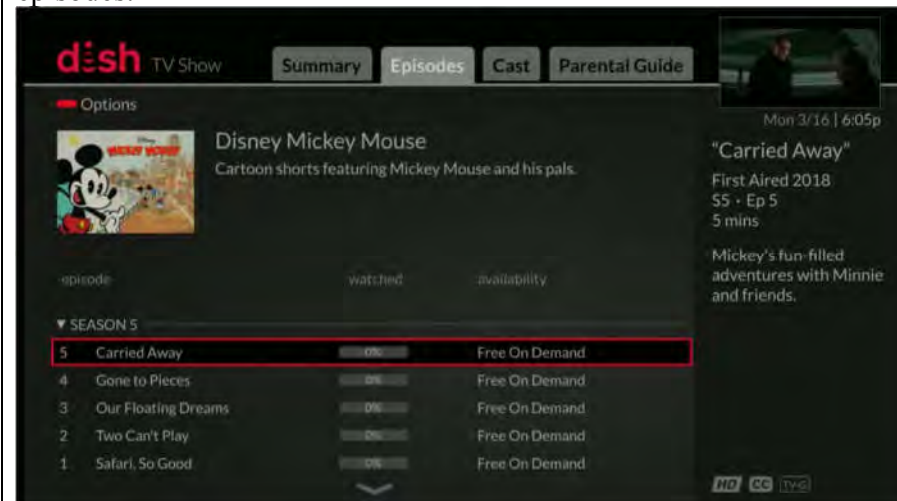 episodes.
dish TV Show
Summary Episodes Cast Parental Guide
Options
Mon 3/16 | 6:05p
Disney Mickey Mouse
Cartoon shorts featuring Mickey Mouse and his pals.
"Carried Away"
First Aired 2018
S5 · Ep 5
5 mins
Mickey's fun-filled
adventures with Minnie
and friends.
Disney
MICKEY MOUSE
episode watched availability
▼ SEASON 5
5 Carried Away 0% Free On Demand
4 Gone to Pieces 0% Free On Demand
3 Our Floating Dreams 0% Free On Demand
2 Two Can't Play 0% Free On Demand
1 Safari, So Good 0% Free On Demand
HD CC TV-G